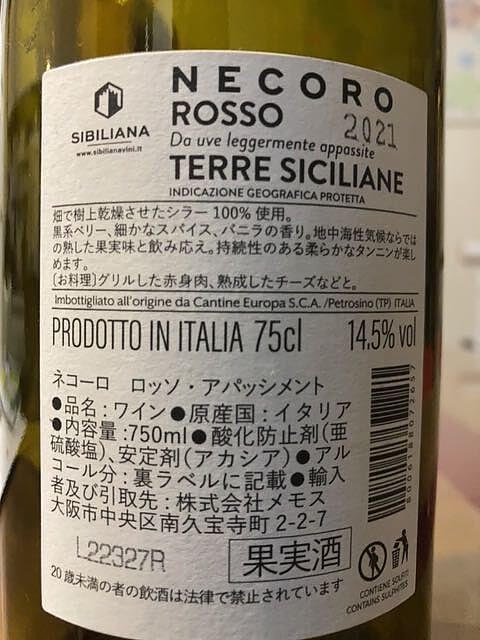 NECORO
ROSSO
2021
SIBILIANA
www.sibilianavini.it
Da uve leggermente appassite
TERRE SICILIANE
INDICAZIONE GEOGRAFICA PROTETTA
畑で樹上乾燥させたシラー 100% 使用。
黒系ベリー、細かなスパイス、バニラの香り。地中海性気候ならでは
の熟した果実味と飲み応え。持続性のある柔らかなタンニンが楽し
めます。
〔お料理〕グリルした赤身肉、熟成したチーズなどと。
Imbottigliato all'origine da Cantine Europa S.C.A. /Petrosino (TP) ITALIA
PRODOTTO IN ITALIA 75cl 14,5% vol
ネコーロ ロッソ・アパッシメント
●品名：ワイン●原産国：イタリア
●内容量:750ml●酸化防止剤(亜
硫酸塩)、安定剤(アカシア)●アル
コール分：裏ラベルに記載●輸入
者及び引取先：株式会社メモス
大阪市中央区南久宝寺町 2-2-7
8006188072657
L22327R
果実酒
20 歳未満の者の飲酒は法律で禁止されています
CONTIENE SOLFITI
CONTAINS SULPHITES